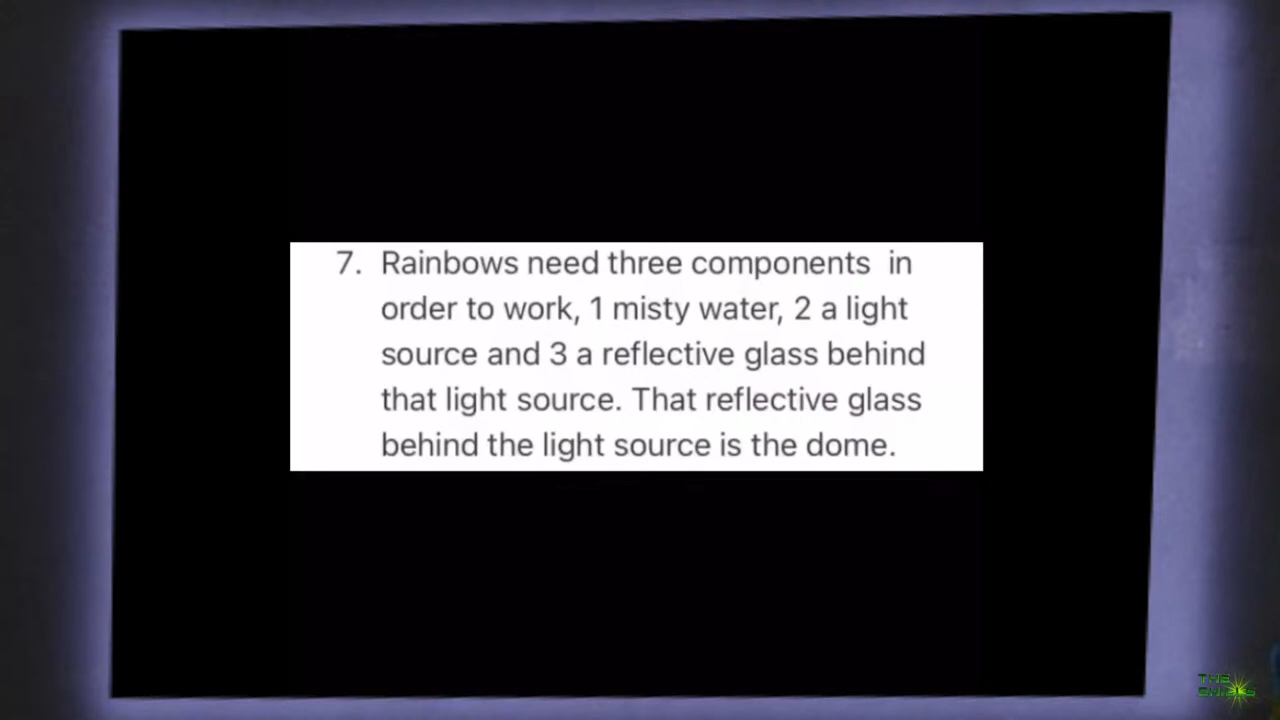 7. Rainbows need three components in
order to work, 1 misty water, 2 a light
source and 3 a reflective glass behind
that light source. That reflective glass
behind the light source is the dome.
THE